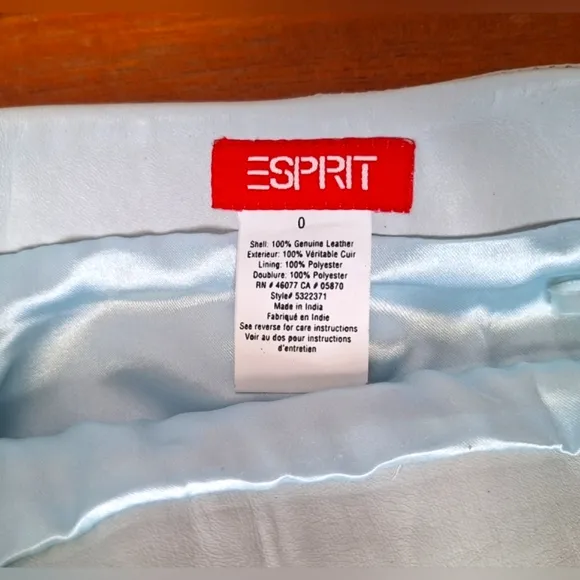 ESPRIT
0
Shell: 100% Genuine Leather
Exterieur: 100% Véritable Cuir
Lining: 100% Polyester
Doublure: 100% Polyester
RN # 46077 CA # 05870
Style# 5322371
Made in India
Fabriqué en Indie
See reverse for care instructions
Voir au dos pour instructions
d'entretien